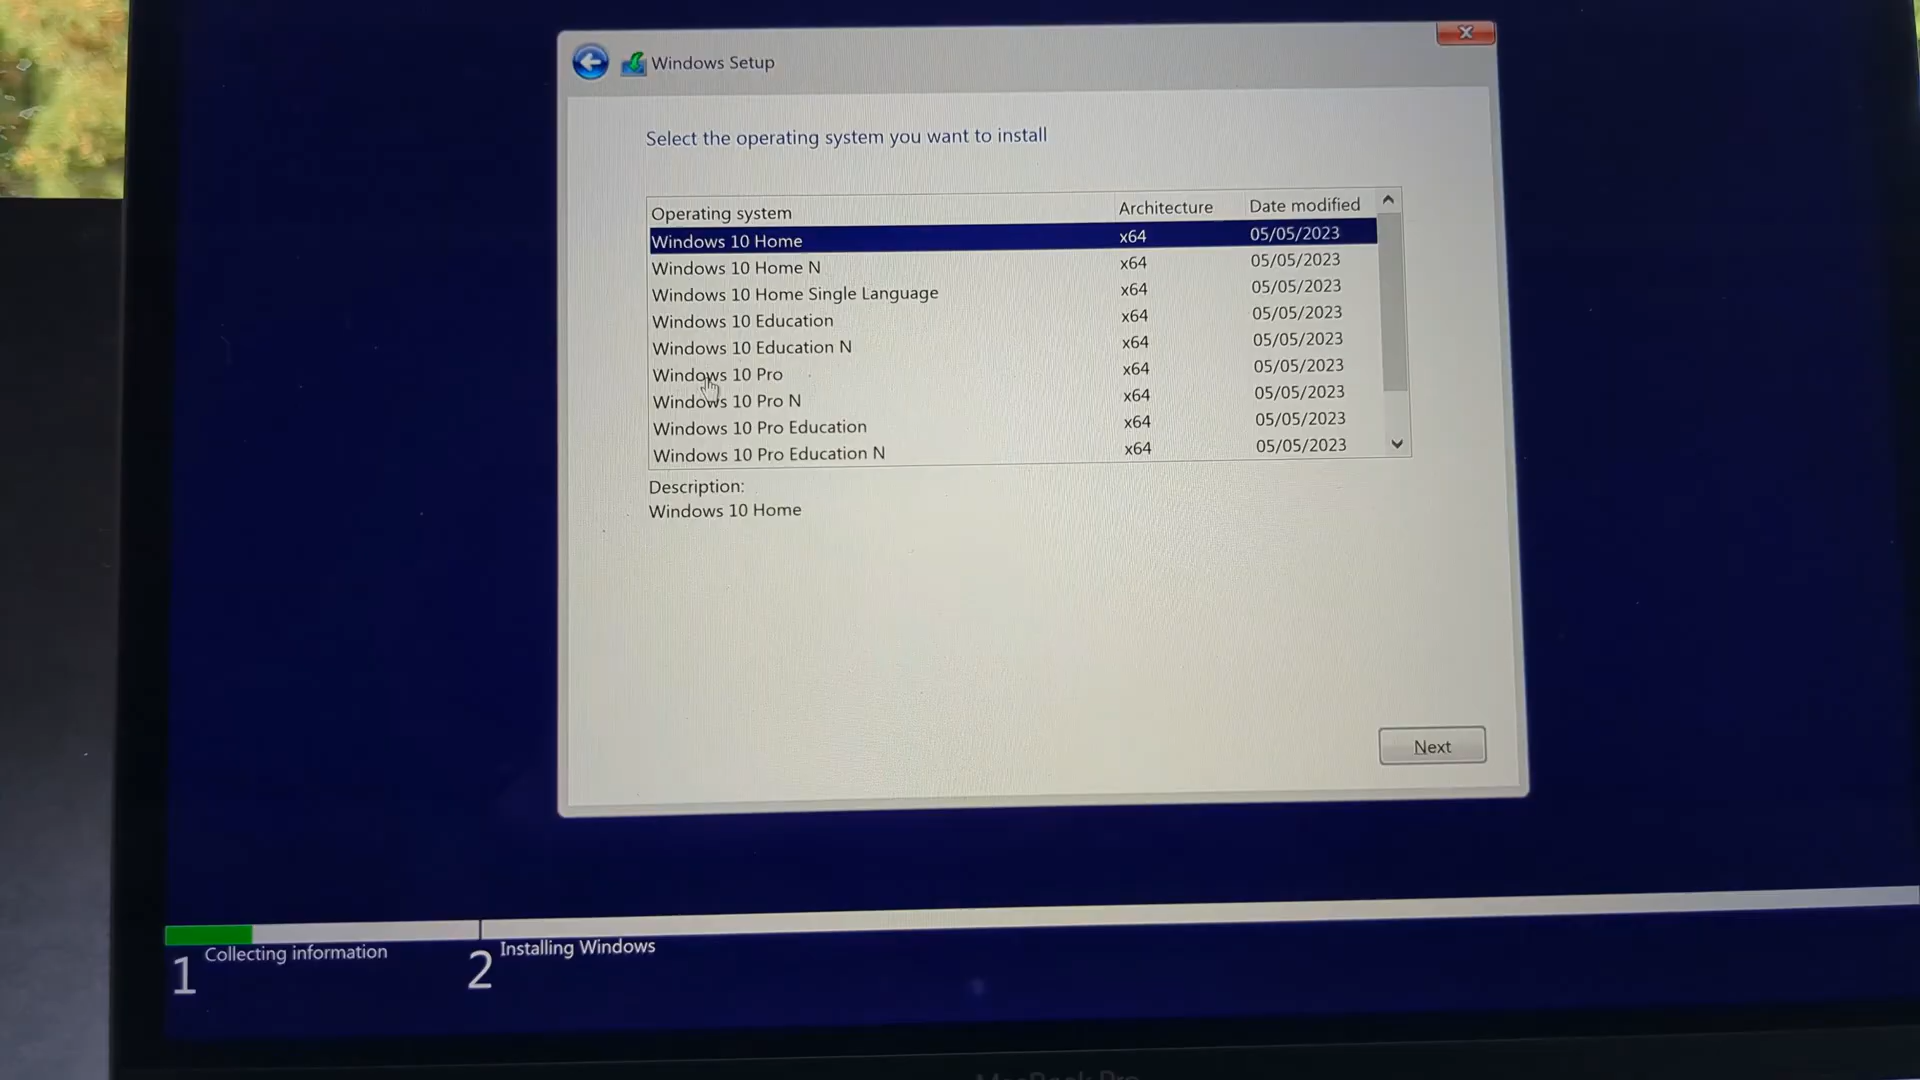 Windows Setup
Select the operating system you want to install
Operating system Architecture Date modified
Windows 10 Home x64 05/05/2023
Windows 10 Home N x64 05/05/2023
Windows 10 Home Single Language x64 05/05/2023
Windows 10 Education x64 05/05/2023
Windows 10 Education N x64 05/05/2023
Windows 10 Pro x64 05/05/2023
Windows 10 Pro N x64 05/05/2023
Windows 10 Pro Education x64 05/05/2023
Windows 10 Pro Education N x64 05/05/2023
Description:
Windows 10 Home
Next
1 Collecting information 2 Installing Windows
MacBook Pro